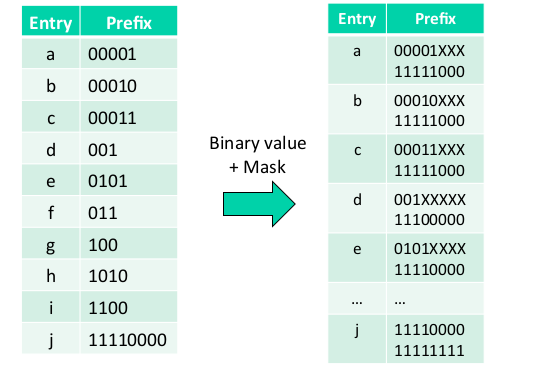 Entry Prefix
a 00001
b 00010
c 00011
d 001
e 0101
f 011
g 100
h 1010
i 1100
j 11110000
Binary value
+ Mask
Entry Prefix
a 00001XXX
11111000
b 00010XXX
11111000
c 00011XXX
11111000
d 001XXXXX
11100000
e 0101XXXX
11110000
... ...
j 11110000
11111111